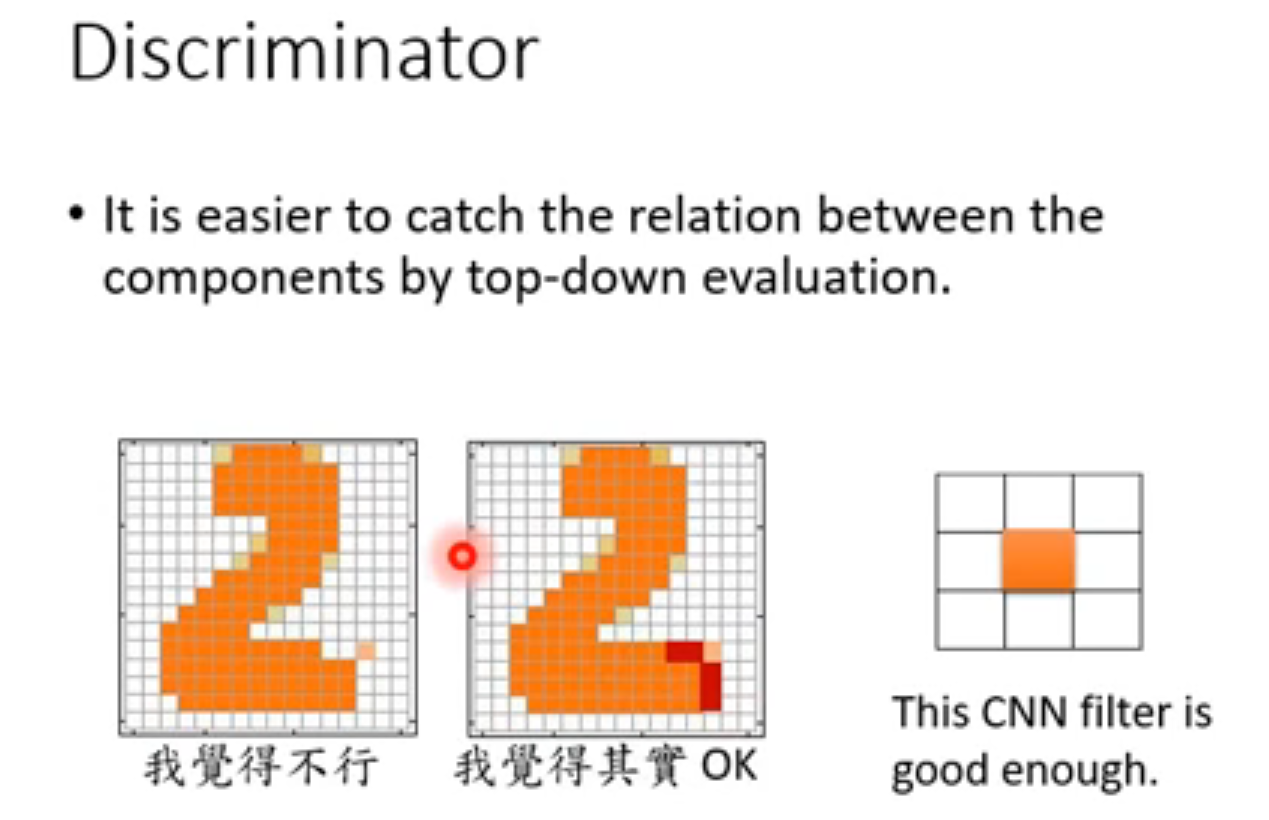 Discriminator
• It is easier to catch the relation between the
components by top-down evaluation.
我覺得不行
我覺得其實 OK
This CNN filter is
good enough.